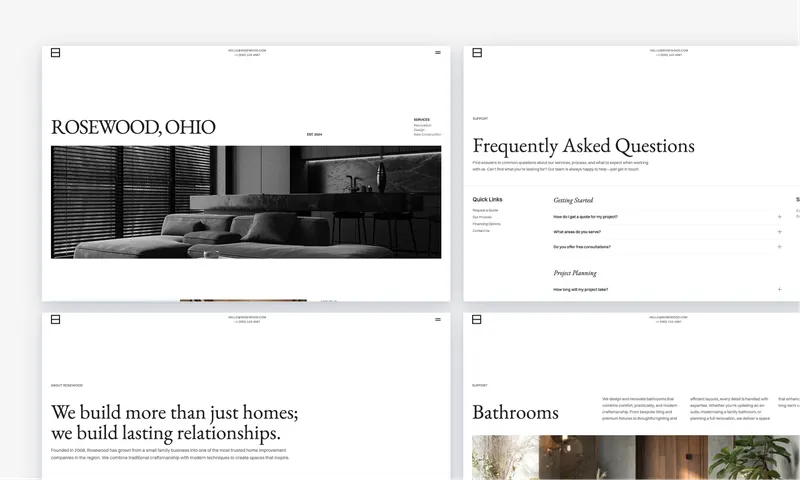 HELLO@ROSEWOOD.COM
ROSEWOOD, OHIO
EST. 2024
SERVICES
Renovation
Design
New Construction
HELLO@ROSEWOOD.COM
SUPPORT
Frequently Asked Questions
Find answers to common questions about our services, process, and what to expect when working
with us. Can't find what you're looking for? Our team is always happy to help—just get in touch.
Quick Links
Request a Quote
Our Process
Financing Options
Contact Us
Getting Started
How do I get a quote for my project?
What areas do you serve?
Do you offer free consultations?
Project Planning
How long will my project take?
HELLO@ROSEWOOD.COM
ABOUT ROSEWOOD
We build more than just homes;
we build lasting relationships.
Founded in 2008, Rosewood has grown from a small family business into one of the most trusted home improvement
companies in the region. We combine traditional craftsmanship with modern techniques to create spaces that inspire.
HELLO@ROSEWOOD.COM
SUPPORT
Bathrooms
We design and renovate bathrooms that
combine comfort, practicality, and modern
craftsmanship. From bespoke tiling and
premium fixtures to thoughtful lighting and
efficient layouts, every detail is handled with
expertise. Whether you're updating an en-
suite, modernising a family bathroom, or
planning a full renovation, we deliver a space